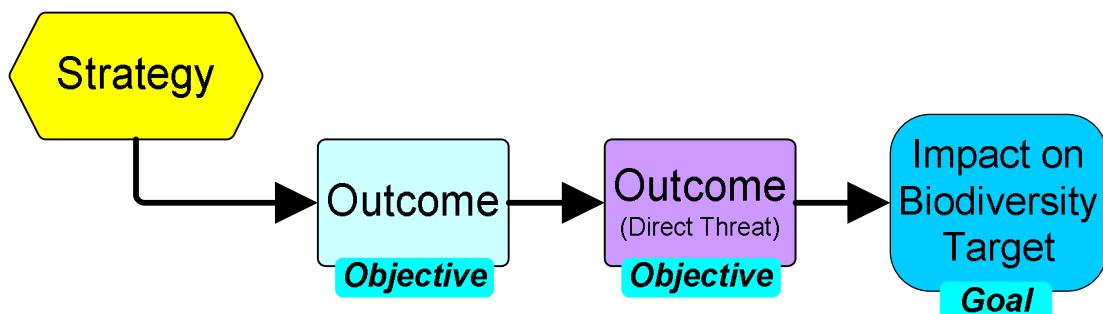 Strategy
Outcome
Objective
Outcome
(Direct Threat)
Objective
Impact on
Biodiversity
Target
Goal